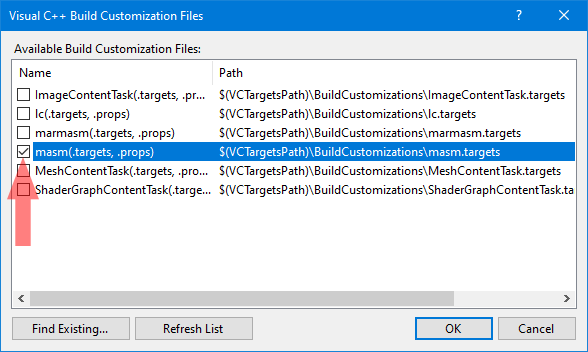 Visual C++ Build Customization Files
?
Available Build Customization Files:
Name Path
ImageContentTask(.targets, .pr... $(VCTargetsPath)\BuildCustomizations\ImageContentTask.targets
lc(.targets, .props) $(VCTargetsPath)\BuildCustomizations\lc.targets
marmasm(.targets, .props) $(VCTargetsPath)\BuildCustomizations\marmasm.targets
masm(.targets, .props) $(VCTargetsPath)\BuildCustomizations\masm.targets
MeshContentTask(.targets, .pro... $(VCTargetsPath)\BuildCustomizations\MeshContentTask.targets
ShaderGraphContentTask(.targe... $(VCTargetsPath)\BuildCustomizations\ShaderGraphContentTask.ta
Find Existing... Refresh List OK Cancel